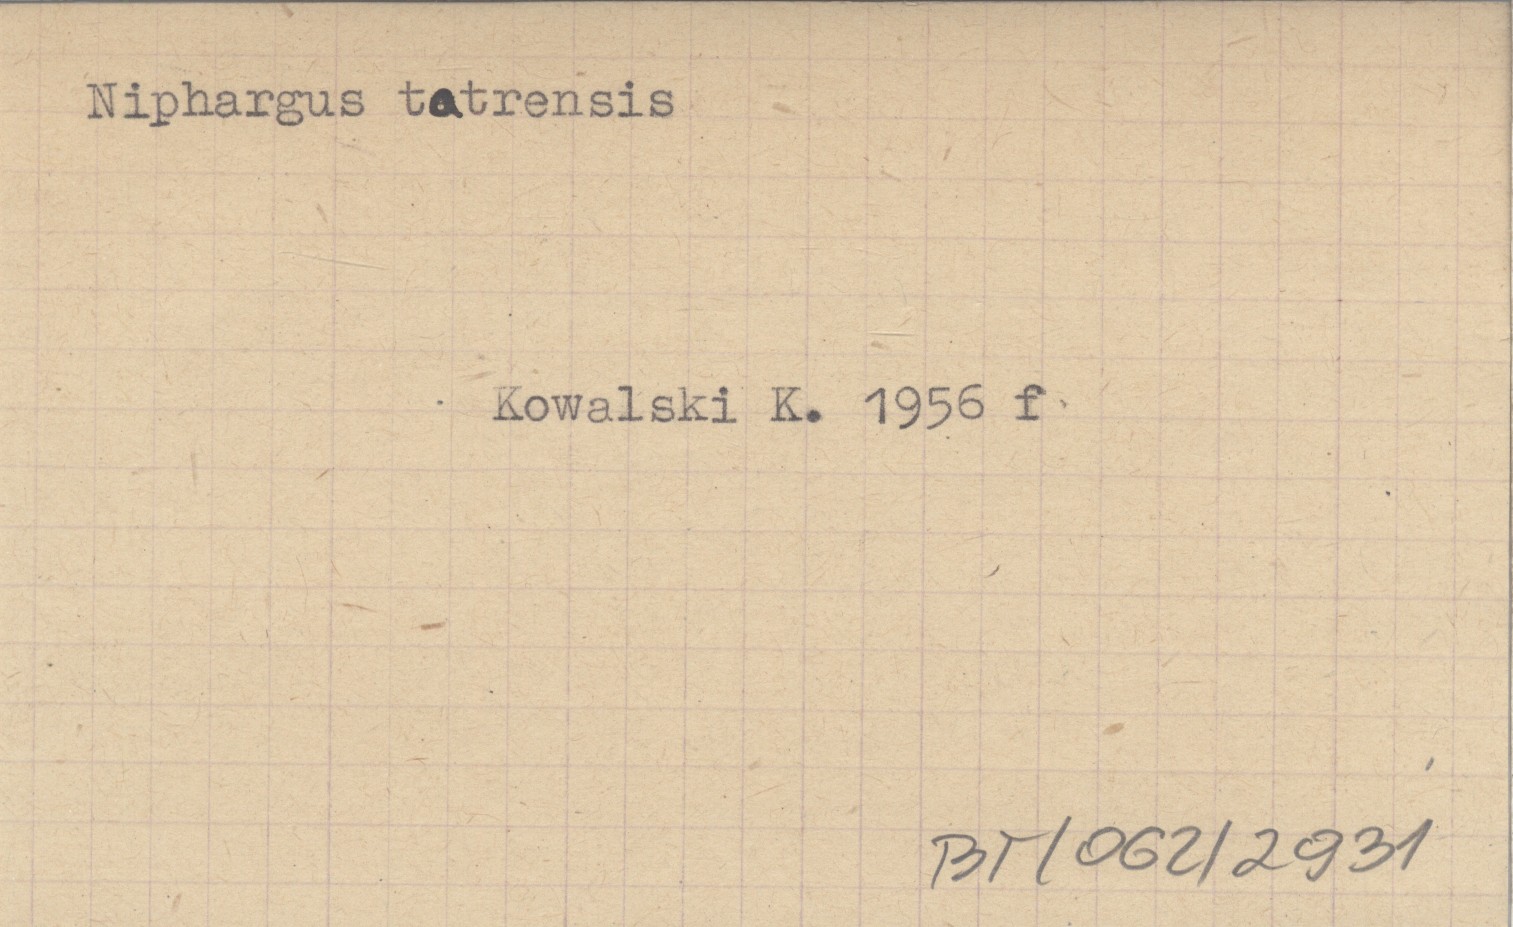 Niphargus tatrensis
Kowalski K. 1956 f.
BT/062/2931